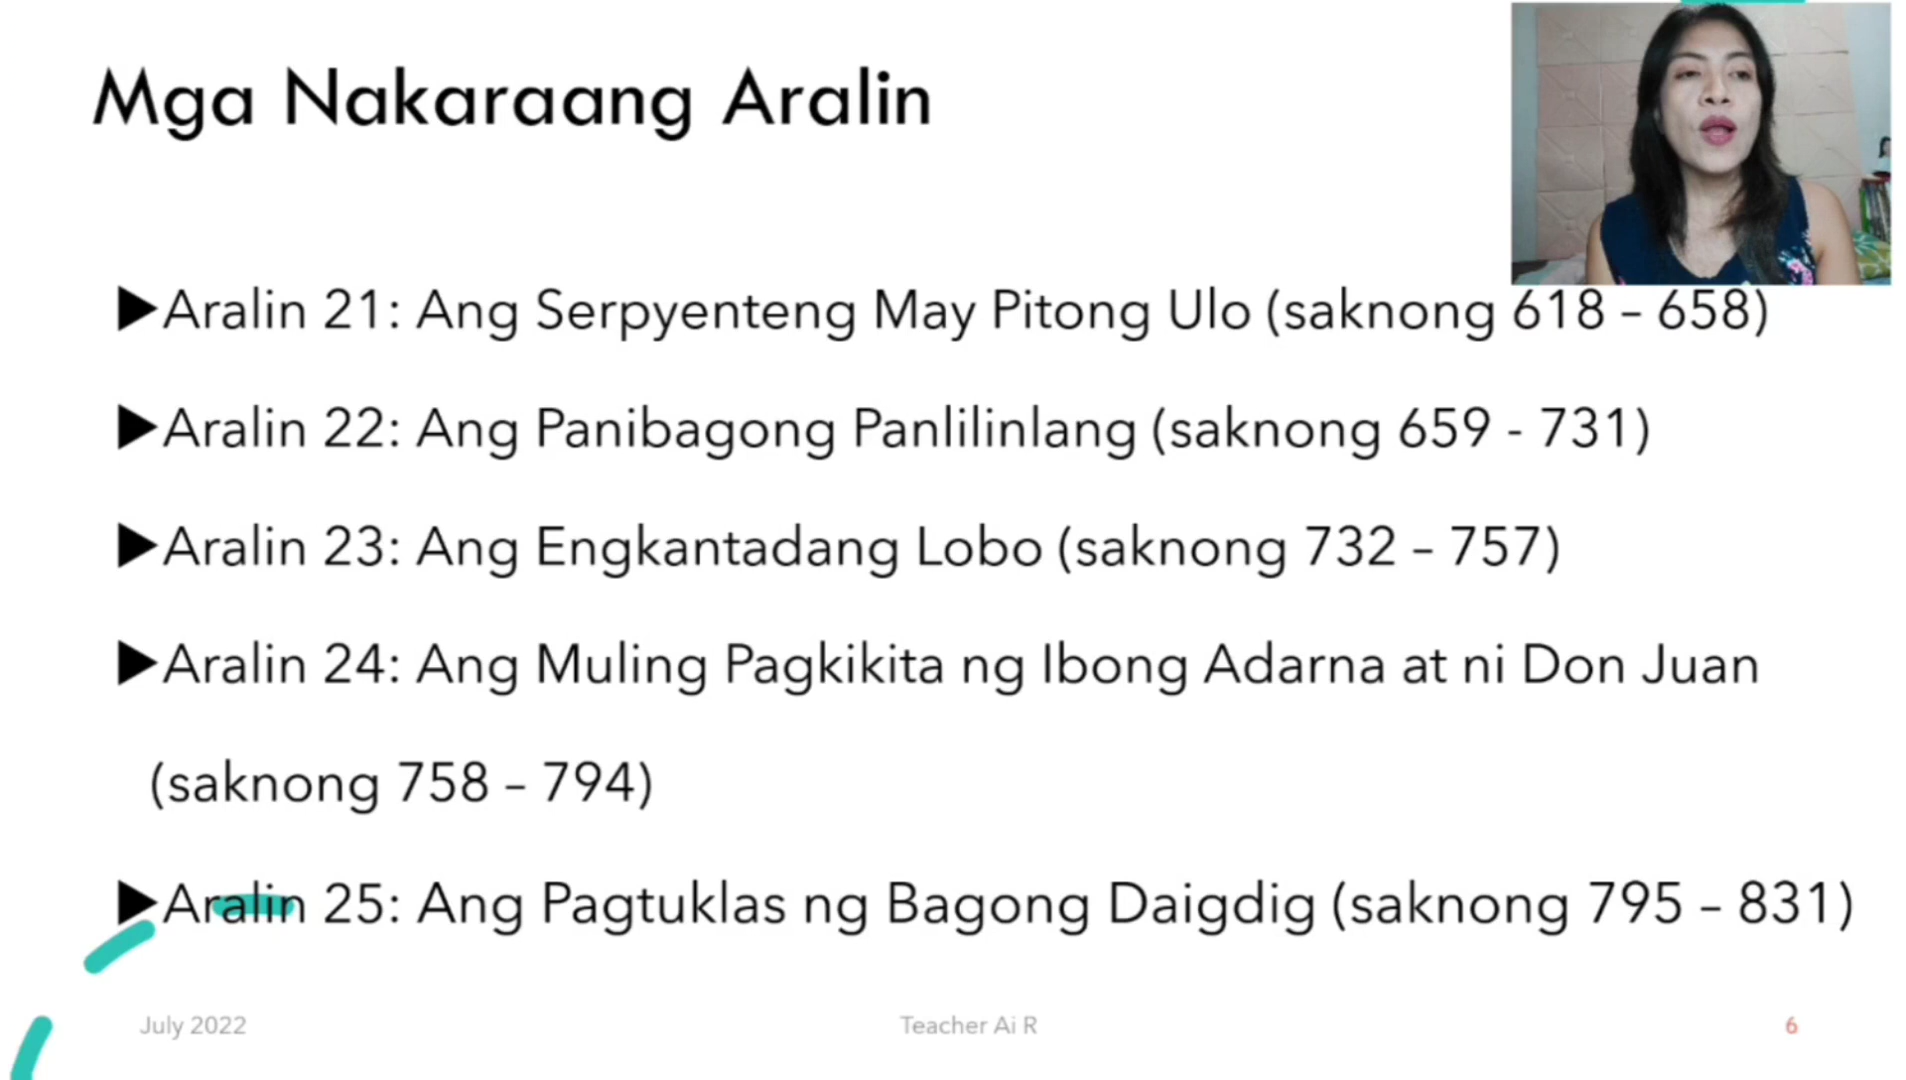 Mga Nakaraang Aralin
▶Aralin 21: Ang Serpyenteng May Pitong Ulo (saknong 618 – 658)
▶Aralin 22: Ang Panibagong Panlilinlang (saknong 659 - 731)
▶Aralin 23: Ang Engkantadang Lobo (saknong 732 – 757)
▶Aralin 24: Ang Muling Pagkikita ng Ibong Adarna at ni Don Juan
(saknong 758 – 794)
▶Aralin 25: Ang Pagtuklas ng Bagong Daigdig (saknong 795 – 831)
July 2022
Teacher Ai R
6